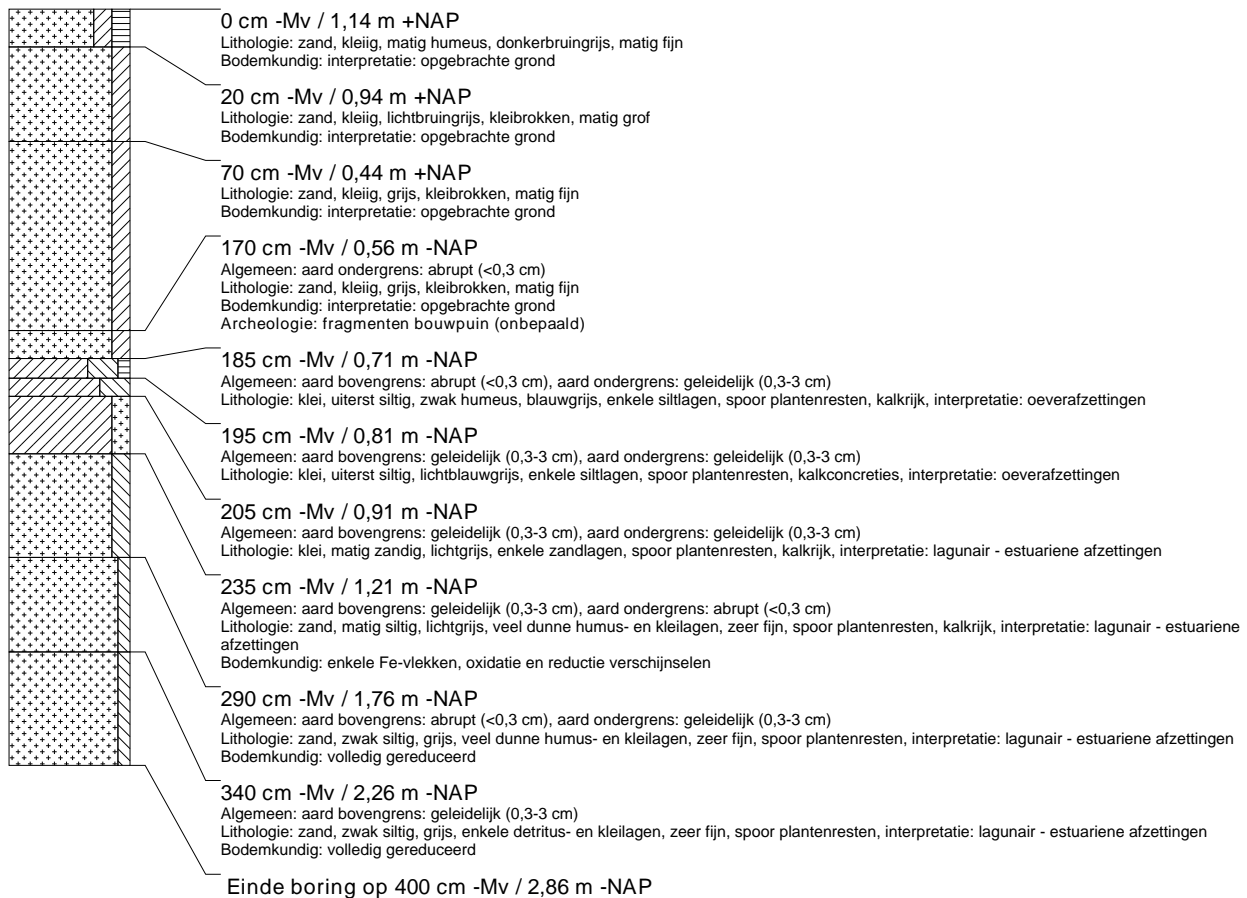 0 cm -Mv / 1,14 m +NAP
Lithologie: zand, kleiig, matig humeus, donkerbruingrijs, matig fijn
Bodemkundig: interpretatie: opgebrachte grond
20 cm -Mv / 0,94 m +NAP
Lithologie: zand, kleiig, lichtbruingrijs, kleibrokken, matig grof
Bodemkundig: interpretatie: opgebrachte grond
70 cm -Mv / 0,44 m +NAP
Lithologie: zand, kleiig, grijs, kleibrokken, matig fijn
Bodemkundig: interpretatie: opgebrachte grond
170 cm -Mv / 0,56 m -NAP
Algemeen: aard ondergrens: abrupt (<0,3 cm)
Lithologie: zand, kleiig, grijs, kleibrokken, matig fijn
Bodemkundig: interpretatie: opgebrachte grond
Archeologie: fragmenten bouwpuin (onbepaald)
185 cm -Mv / 0,71 m -NAP
Algemeen: aard bovengrens: abrupt (<0,3 cm), aard ondergrens: geleidelijk (0,3-3 cm)
Lithologie: klei, uiterst siltig, zwak humeus, blauwgrijs, enkele siltlagen, spoor plantenresten, kalkrijk, interpretatie: oeverafzettingen
195 cm -Mv / 0,81 m -NAP
Algemeen: aard bovengrens: geleidelijk (0,3-3 cm), aard ondergrens: geleidelijk (0,3-3 cm)
Lithologie: klei, uiterst siltig, lichtblauwgrijs, enkele siltlagen, spoor plantenresten, kalkconcreties, interpretatie: oeverafzettingen
205 cm -Mv / 0,91 m -NAP
Algemeen: aard bovengrens: geleidelijk (0,3-3 cm), aard ondergrens: geleidelijk (0,3-3 cm)
Lithologie: klei, matig zandig, lichtgrijs, enkele zandlagen, spoor plantenresten, kalkrijk, interpretatie: lagunair - estuariene afzettingen
235 cm -Mv / 1,21 m -NAP
Algemeen: aard bovengrens: geleidelijk (0,3-3 cm), aard ondergrens: abrupt (<0,3 cm)
Lithologie: zand, matig siltig, lichtgrijs, veel dunne humus- en kleilagen, zeer fijn, spoor plantenresten, kalkrijk, interpretatie: lagunair - estuariene
afzettingen
Bodemkundig: enkele Fe-vlekken, oxidatie en reductie verschijnselen
290 cm -Mv / 1,76 m -NAP
Algemeen: aard bovengrens: abrupt (<0,3 cm), aard ondergrens: geleidelijk (0,3-3 cm)
Lithologie: zand, zwak siltig, grijs, veel dunne humus- en kleilagen, zeer fijn, spoor plantenresten, interpretatie: lagunair - estuariene afzettingen
Bodemkundig: volledig gereduceerd
340 cm -Mv / 2,26 m -NAP
Algemeen: aard bovengrens: geleidelijk (0,3-3 cm)
Lithologie: zand, zwak siltig, grijs, enkele detritus- en kleilagen, zeer fijn, spoor plantenresten, interpretatie: lagunair - estuariene afzettingen
Bodemkundig: volledig gereduceerd
Einde boring op 400 cm -Mv / 2,86 m -NAP